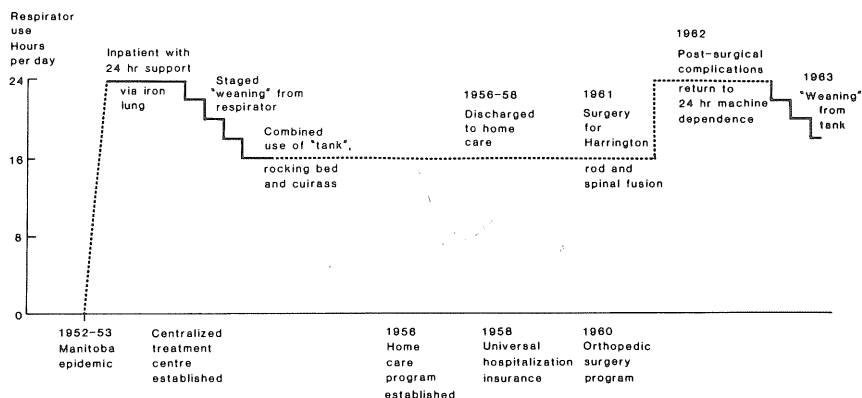 Respirator
use
Hours
per day
24
16
8
0
Inpatient with
24 hr support
via iron
lung
Staged
"weaning" from
respirator
Combined
use of "tank",
rocking bed
and cuirass
1956-58
Discharged
to home
care
1961
Surgery
for
Harrington
rod and
spinal fusion
1962
Post-surgical
complications
return to
24 hr machine
dependence
1963
"Weaning"
from
tank
1952-53
Manitoba
epidemic
Centralized
treatment
centre
established
1956
Home
care
program
established
1958
Universal
hospitalization
insurance
1960
Orthopedic
surgery
program